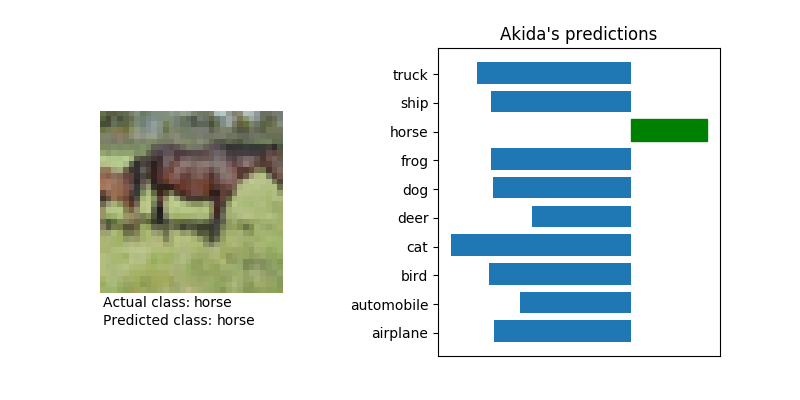 Akida's predictions
truck
ship
horse
frog
dog
deer
cat
bird
automobile
airplane
Actual class: horse
Predicted class: horse